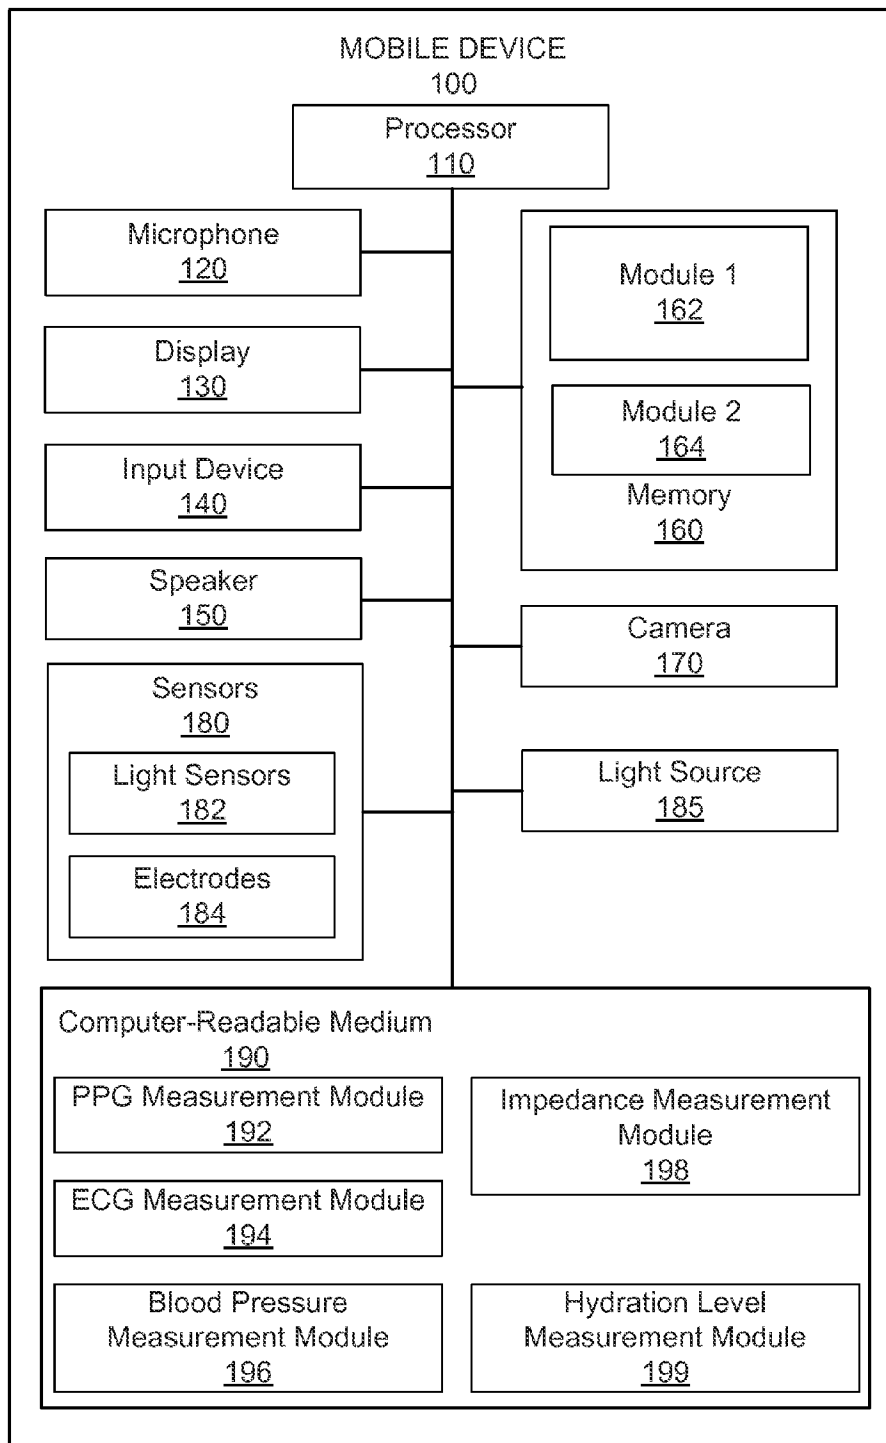 MOBILE DEVICE
100
Processor
110
Microphone
120
Display
130
Input Device
140
Speaker
150
Sensors
180
Light Sensors
182
Electrodes
184
Module 1
162
Module 2
164
Memory
160
Camera
170
Light Source
185
Computer-Readable Medium
190
PPG Measurement Module
192
ECG Measurement Module
194
Blood Pressure
Measurement Module
196
Impedance Measurement
Module
198
Hydration Level
Measurement Module
199